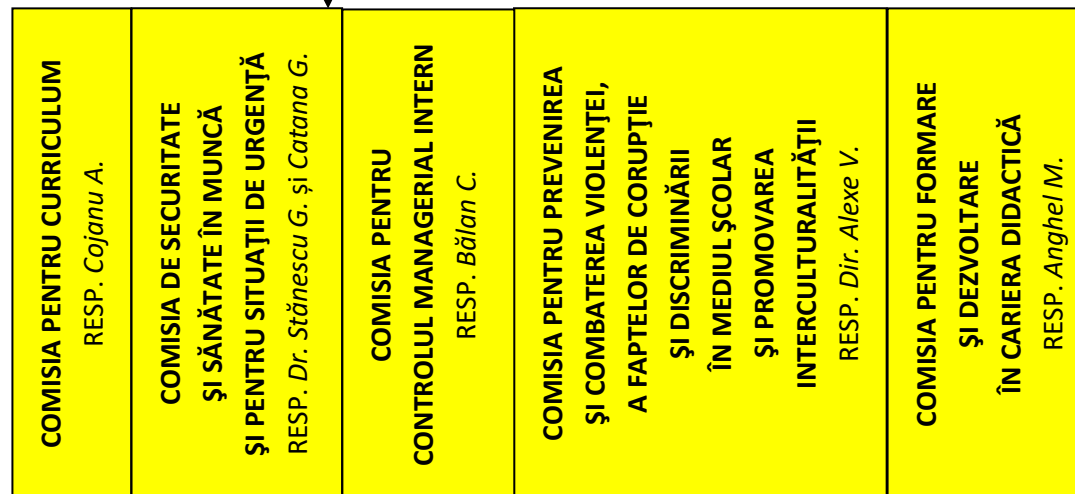 COMISIA PENTRU CURRICULUM
RESP. Cojanu A.
COMISIA DE SECURITATE
ŞI SĂNĂTATE ÎN MUNCĂ
ŞI PENTRU SITUAŢII DE URGENŢĂ
RESP. Dr. Stănescu G. și Catana G.
COMISIA PENTRU
CONTROLUL MANAGERIAL INTERN
RESP. Bălan C.
COMISIA PENTRU PREVENIREA
ŞI COMBATEREA VIOLENŢEI,
A FAPTELOR DE CORUPŢIE
ŞI DISCRIMINĂRII
ÎN MEDIUL ŞCOLAR
ŞI PROMOVAREA
INTERCULTURALITĂŢII
RESP. Dir. Alexe V.
COMISIA PENTRU FORMARE
ŞI DEZVOLTARE
ÎN CARIERA DIDACTICĂ
RESP. Anghel M.